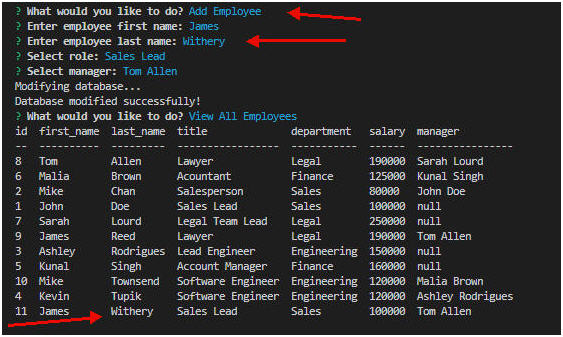 ? What would you like to do? Add Employee
? Enter employee first name: James
? Enter employee last name: Withery
? Select role: Sales Lead
? Select manager: Tom Allen
Modifying database...
Database modified successfully!
? What would you like to do? View All Employees
id first_name last_name title department salary manager
-- ---------- --------- ----------------- ----------- ------ ----------------
8 Tom Allen Lawyer Legal 190000 Sarah Lourd
6 Malia Brown Acountant Finance 125000 Kunal Singh
2 Mike Chan Salesperson Sales 80000 John Doe
1 John Doe Sales Lead Sales 100000 null
7 Sarah Lourd Legal Team Lead Legal 250000 null
9 James Reed Lawyer Legal 190000 Tom Allen
3 Ashley Rodrigues Lead Engineer Engineering 150000 null
5 Kunal Singh Account Manager Finance 160000 null
10 Mike Townsend Software Engineer Engineering 120000 Malia Brown
4 Kevin Tupik Software Engineer Engineering 120000 Ashley Rodrigues
11 James Withery Sales Lead Sales 100000 Tom Allen